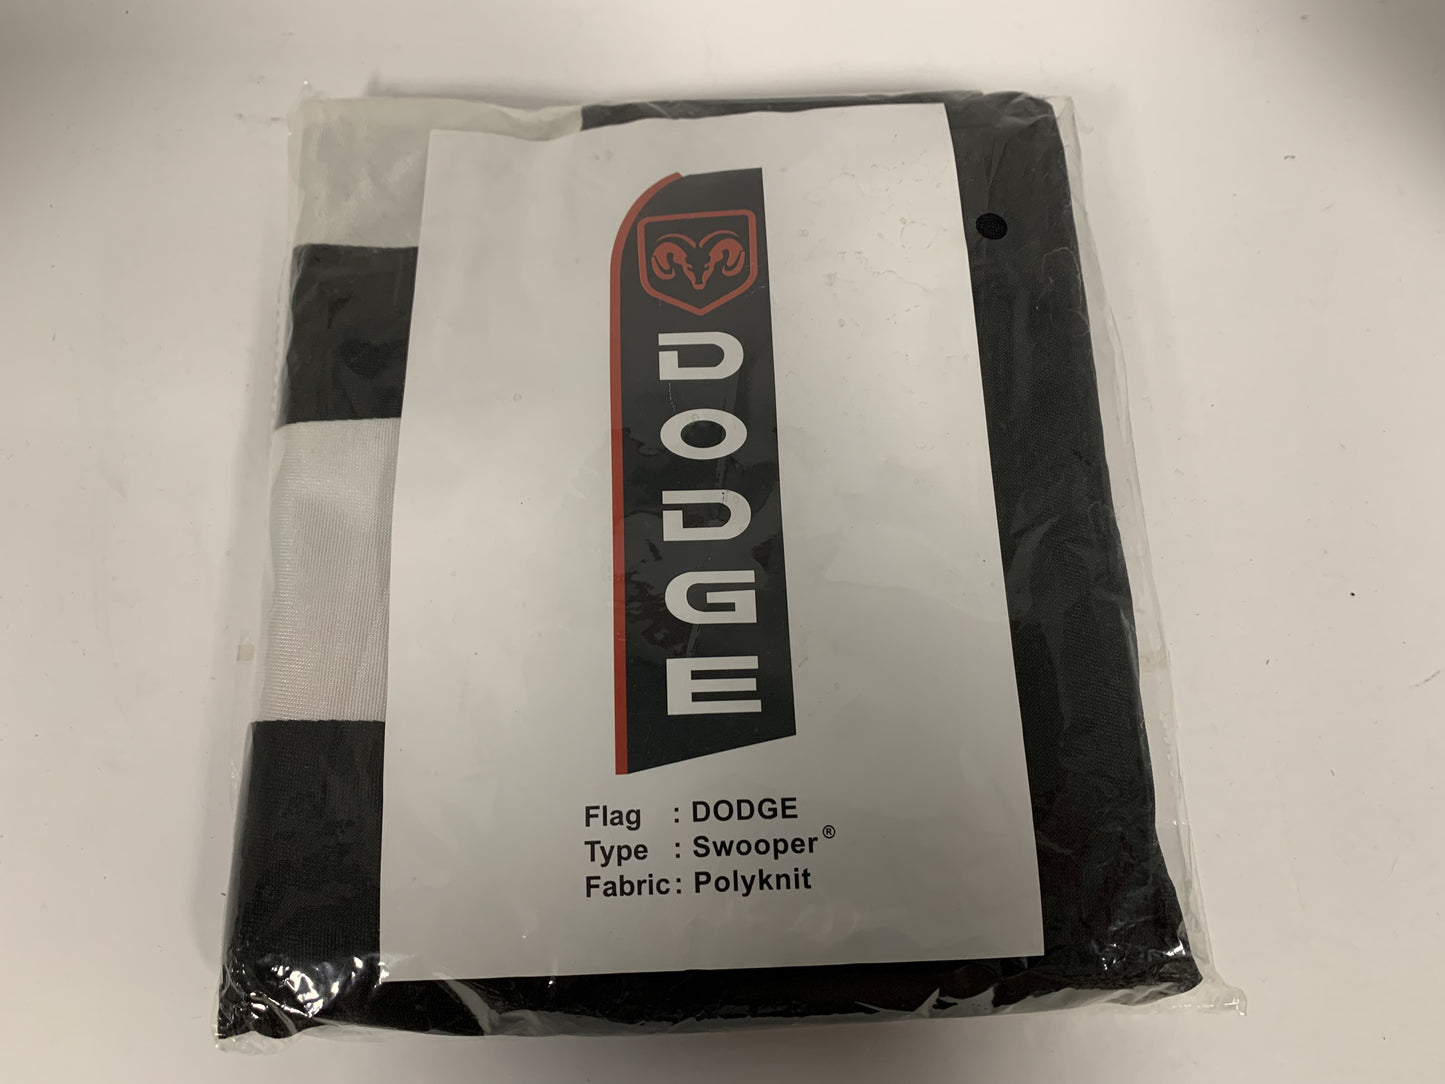 DODGE
Flag : DODGE
Type : Swooper®
Fabric : Polyknit